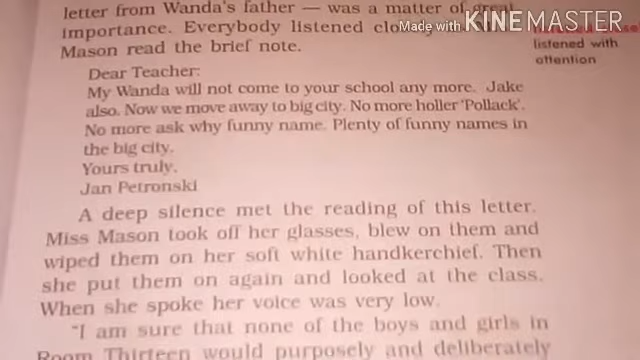 letter from Wanda's father — was a matter of great
importance. Everybody listened
Mason read the brief note.
Dear Teacher:
My Wanda will not come to your school any more. Jake
also. Now we move away to big city. No more holler 'Pollack'.
No more ask why funny name. Plenty of funny names in
the big city.
Yours truly,
Jan Petronski
A deep silence met the reading of this letter.
Miss Mason took off her glasses, blew on them and
wiped them on her soft white handkerchief. Then
she put them on again and looked at the class.
When she spoke her voice was very low.
"I am sure that none of the boys and girls in
Room Thirteen would purposely and deliberately
Made with KINEMASTER
listened with
attention